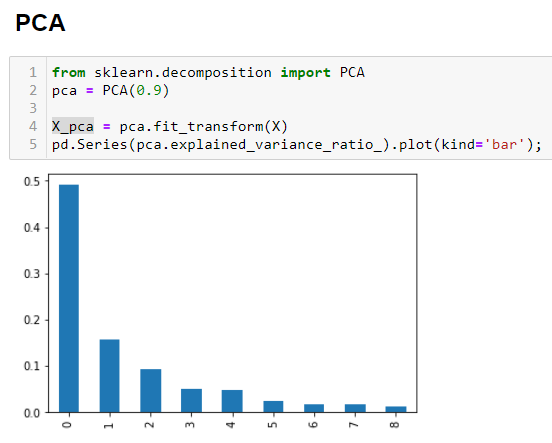 PCA
1 from sklearn.decomposition import PCA
2 pca = PCA(0.9)
3
4 X_pca = pca.fit_transform(X)
5 pd.Series(pca.explained_variance_ratio_).plot(kind='bar');
0.5
0.4
0.3
0.2
0.1
0.0
0 1 2 3 4 5 6 7 8